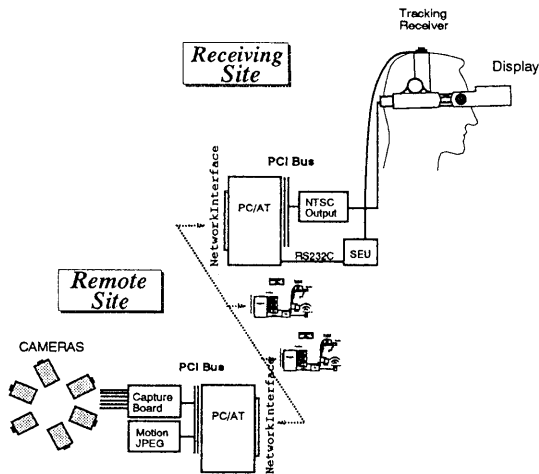 Tracking
Receiver
Receiving
Site
Display
PCI Bus
NetworkInterface
PC/AT
NTSC
Output
RS232C
SEU
Remote
Site
CAMERAS
PCI Bus
NetworkInterface
Capture
Board
PC/AT
Motion
JPEG